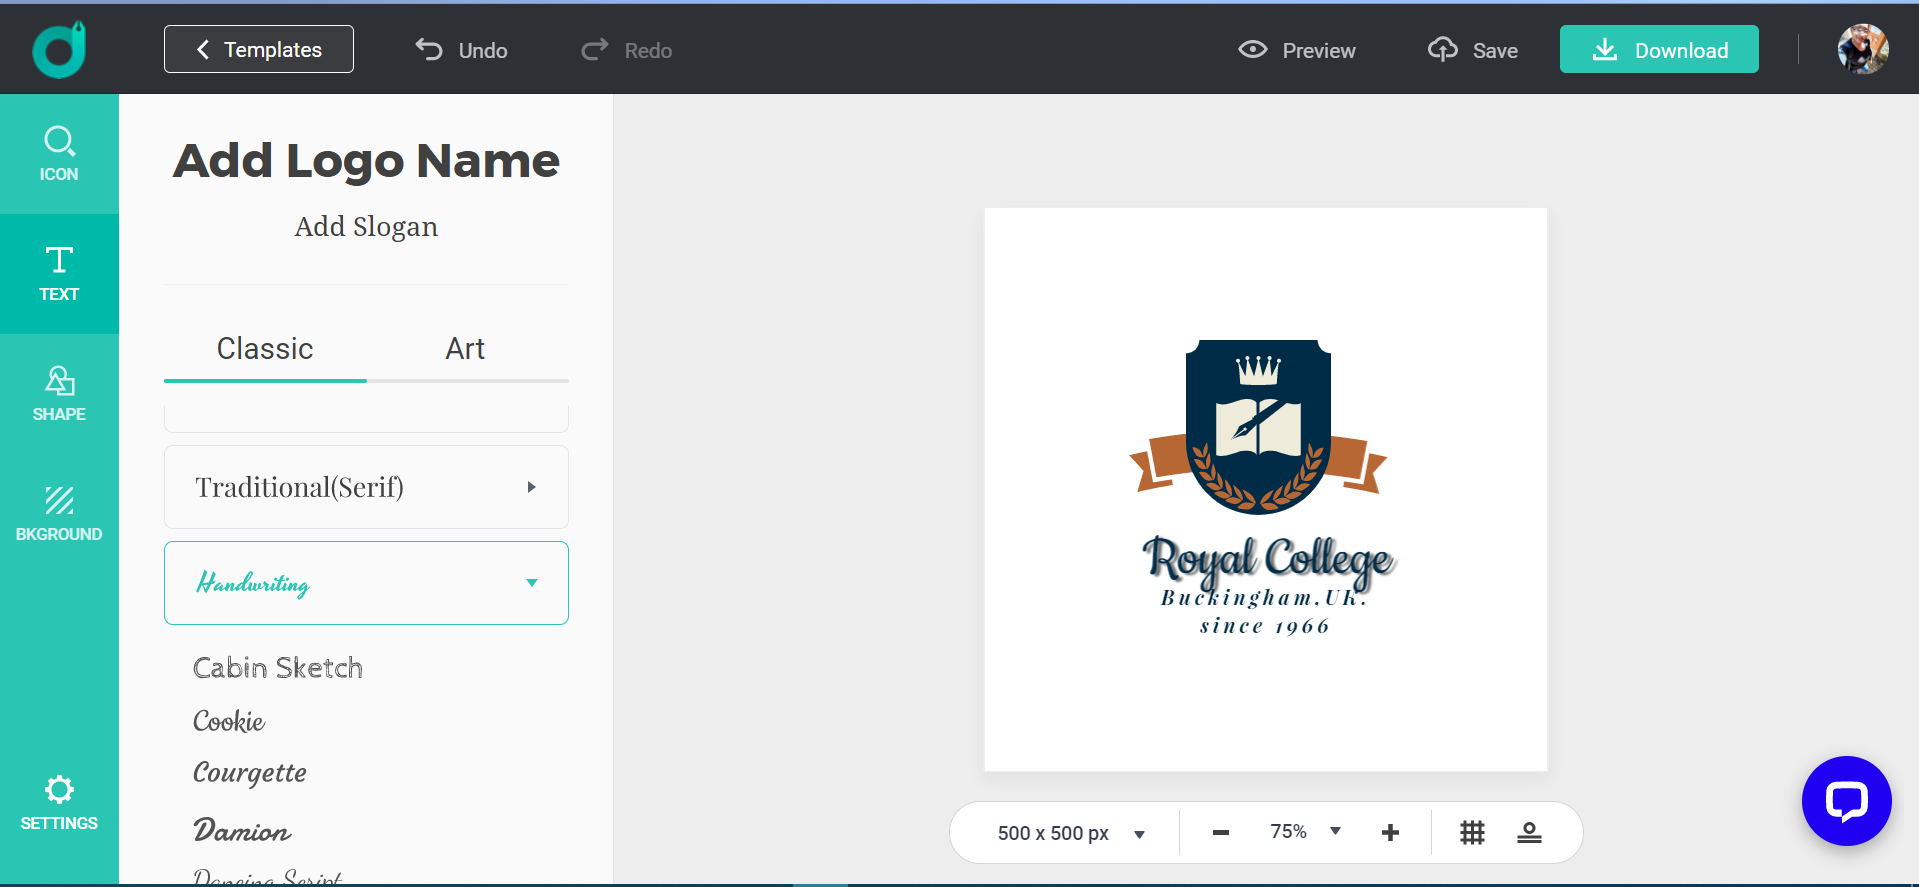 Templates
Undo
Redo
Preview
Save
Download
ICON
TEXT
SHAPE
BKGROUND
SETTINGS
Add Logo Name
Add Slogan
Classic
Art
Traditional(Serif)
Handwriting
Cabin Sketch
Cookie
Courgette
Damion
Dancing Script
Royal College
Buckingham,UK.
since 1966
500 x 500 px
75%